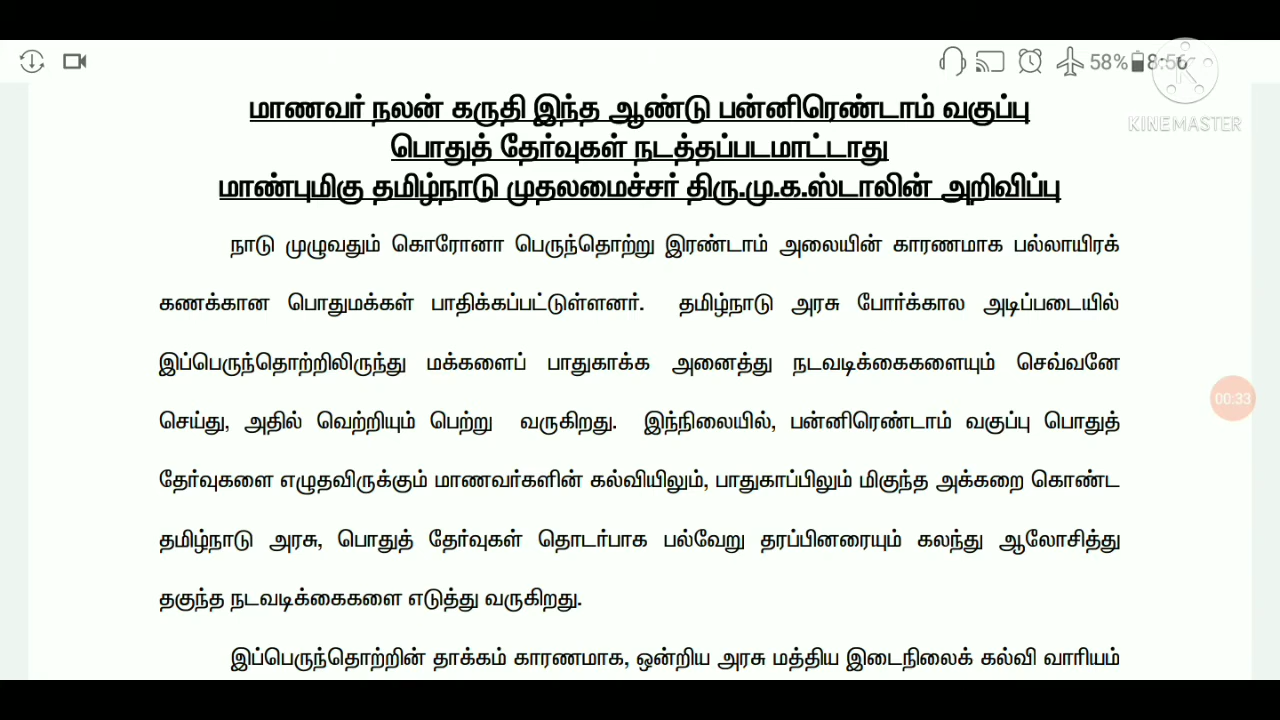 58% 8:56
KINEMASTER
மாணவர் நலன் கருதி இந்த ஆண்டு பன்னிரெண்டாம் வகுப்பு
பொதுத் தேர்வுகள் நடத்தப்படமாட்டாது
மாண்புமிகு தமிழ்நாடு முதலமைச்சர் திரு.மு.க.ஸ்டாலின் அறிவிப்பு
நாடு முழுவதும் கொரோனா பெருந்தொற்று இரண்டாம் அலையின் காரணமாக பல்லாயிரக்
கணக்கான பொதுமக்கள் பாதிக்கப்பட்டுள்ளனர். தமிழ்நாடு அரசு போர்க்கால அடிப்படையில்
இப்பெருந்தொற்றிலிருந்து மக்களைப் பாதுகாக்க அனைத்து நடவடிக்கைகளையும் செவ்வனே
00:33
செய்து, அதில் வெற்றியும் பெற்று வருகிறது. இந்நிலையில், பன்னிரெண்டாம் வகுப்பு பொதுத்
தேர்வுகளை எழுதவிருக்கும் மாணவர்களின் கல்வியிலும், பாதுகாப்பிலும் மிகுந்த அக்கறை கொண்ட
தமிழ்நாடு அரசு, பொதுத் தேர்வுகள் தொடர்பாக பல்வேறு தரப்பினரையும் கலந்து ஆலோசித்து
தகுந்த நடவடிக்கைகளை எடுத்து வருகிறது.
இப்பெருந்தொற்றின் தாக்கம் காரணமாக, ஒன்றிய அரசு மத்திய இடைநிலைக் கல்வி வாரியம்